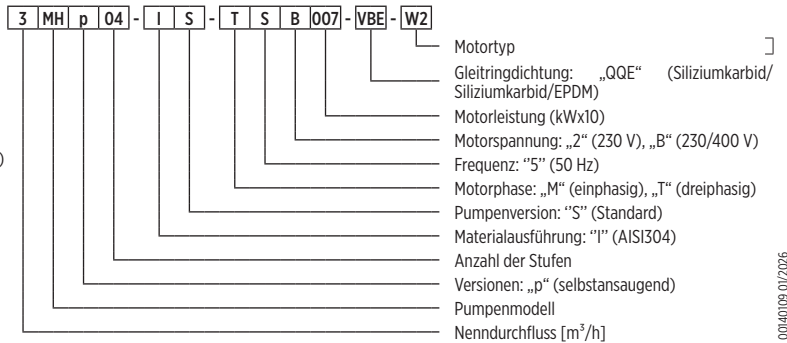 3 MH p 04 - I S - T S B 007 - VBE - W2
Motortyp
Gleitringdichtung: „QQE“ (Siliziumkarbid/
Siliziumkarbid/EPDM)
Motorleistung (kWx10)
Motorspannung: „2“ (230 V), „B“ (230/400 V)
Frequenz: ‘’5’’ (50 Hz)
Motorphase: „M“ (einphasig), „T“ (dreiphasig)
Pumpenversion: ‘’S’’ (Standard)
Materialausführung: ‘’I’’ (AISI304)
Anzahl der Stufen
Versionen: „p“ (selbstansaugend)
Pumpenmodell
Nenndurchfluss [m³/h]
00140109 01/2026